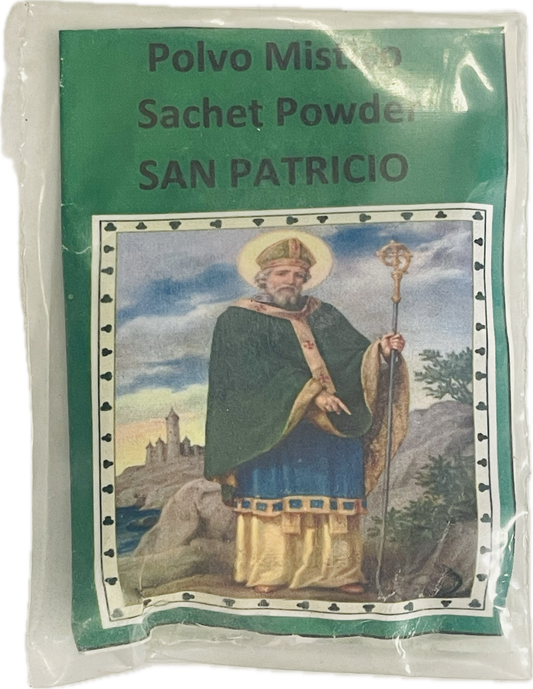 Polvo Mistico
Sachet Powder
SAN PATRICIO